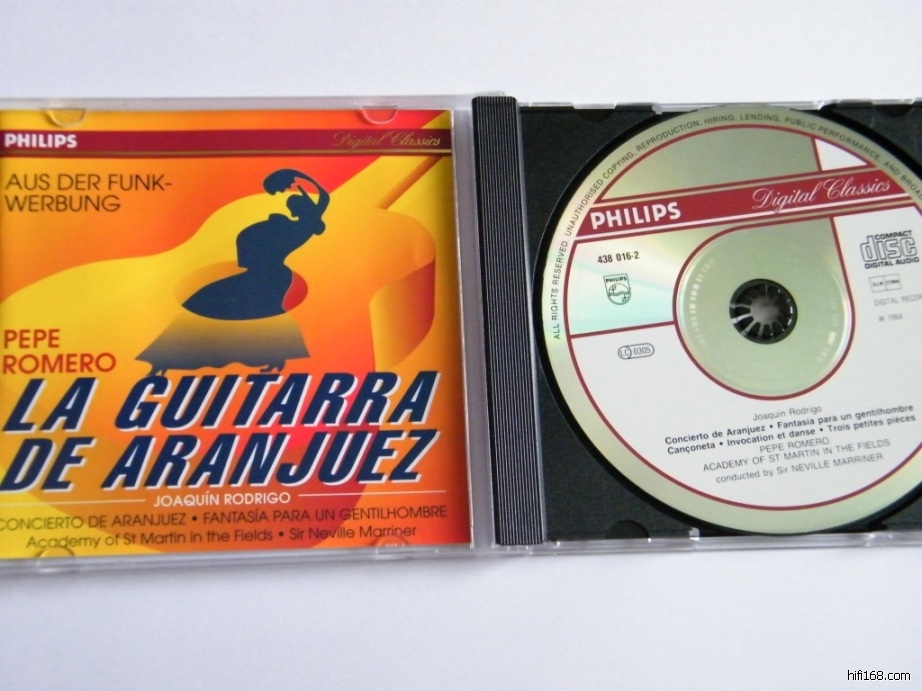 PHILIPS
Digital Classics
AUS DER FUNK-
WERBUNG
PEPE
ROMERO
LA GUITARRA
DE ARANJUEZ
JOAQUÍN RODRIGO
CONCIERTO DE ARANJUEZ • FANTASÍA PARA UN GENTILHOMBRE
Academy of St Martin in the Fields • Sir Neville Marriner
ALL RIGHTS RESERVED. UNAUTHORISED COPYING, REPRODUCTION, HIRING, LENDING, PUBLIC PERFORMANCE, AND
PHILIPS
Digital Classics
438 016-2
PHILIPS
COMPACT
disc
DIGITAL AUDIO
DIGITAL
℗ 1994
LC 0305
Joaquín Rodrigo
Concierto de Aranjuez • Fantasía para un gentilhombre
Cançoneta • Invocation et danse • Trois petites pièces
PEPE ROMERO
ACADEMY OF ST MARTIN IN THE FIELDS
conducted by Sir NEVILLE MARRINER
hifi168.com